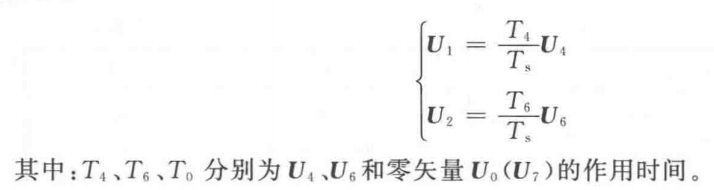 U₁ = T₄/Tₛ U₄
U₂ = T₆/Tₛ U₆
其中:T₄、T₆、T₀ 分别为 U₄、U₆和零矢量 U₀(U₇)的作用时间。